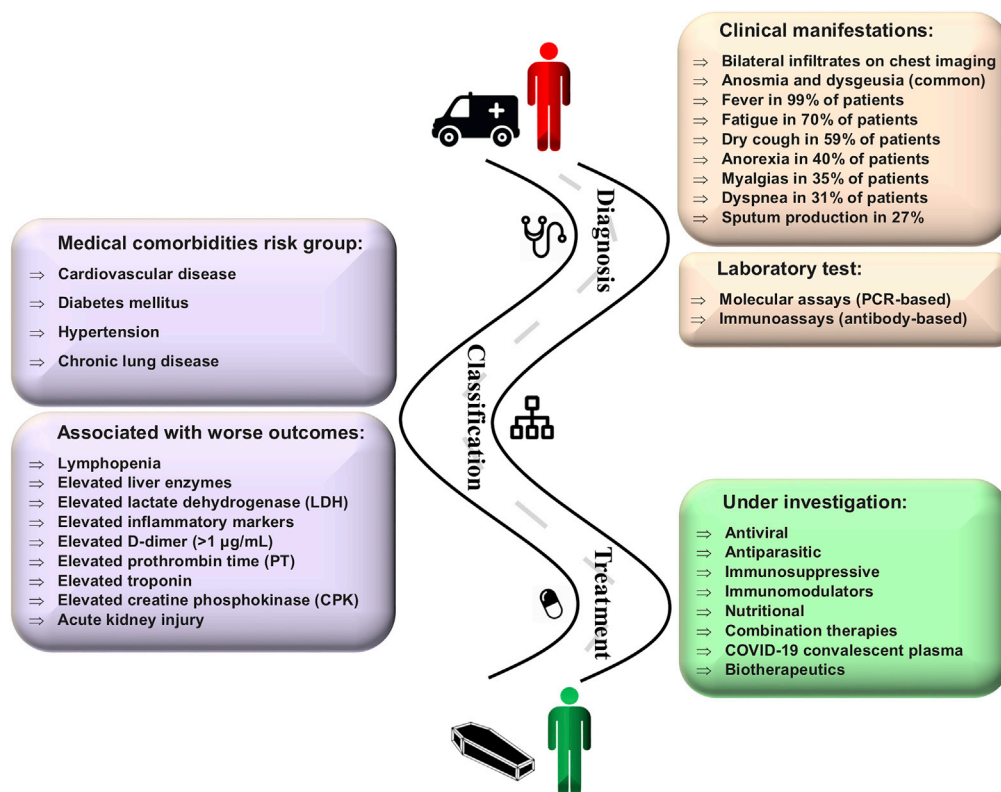 Clinical manifestations:
⇒ Bilateral infiltrates on chest imaging
⇒ Anosmia and dysgeusia (common)
⇒ Fever in 99% of patients
⇒ Fatigue in 70% of patients
⇒ Dry cough in 59% of patients
⇒ Anorexia in 40% of patients
⇒ Myalgias in 35% of patients
⇒ Dyspnea in 31% of patients
⇒ Sputum production in 27%
Laboratory test:
⇒ Molecular assays (PCR-based)
⇒ Immunoassays (antibody-based)
Diagnosis
Medical comorbidities risk group:
⇒ Cardiovascular disease
⇒ Diabetes mellitus
⇒ Hypertension
⇒ Chronic lung disease
Classification
Associated with worse outcomes:
⇒ Lymphopenia
⇒ Elevated liver enzymes
⇒ Elevated lactate dehydrogenase (LDH)
⇒ Elevated inflammatory markers
⇒ Elevated D-dimer (>1 µg/mL)
⇒ Elevated prothrombin time (PT)
⇒ Elevated troponin
⇒ Elevated creatine phosphokinase (CPK)
⇒ Acute kidney injury
Treatment
Under investigation:
⇒ Antiviral
⇒ Antiparasitic
⇒ Immunosuppressive
⇒ Immunomodulators
⇒ Nutritional
⇒ Combination therapies
⇒ COVID-19 convalescent plasma
⇒ Biotherapeutics